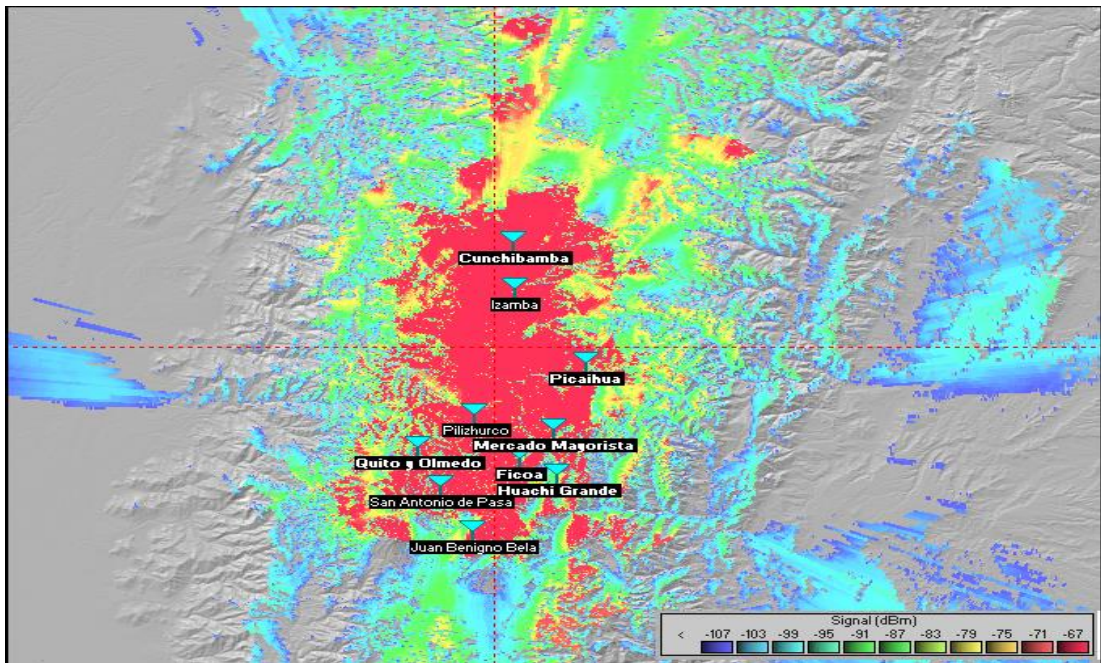 Cunchibamba
Izamba
Picaihua
Pilizhurco
Mercado Mayorista
Quito y Olmedo
Ficoa
Huachi Grande
San Antonio de Pasa
Juan Benigno Bela
Signal (dBm)
< -107 -103 -99 -95 -91 -87 -83 -79 -75 -71 -67